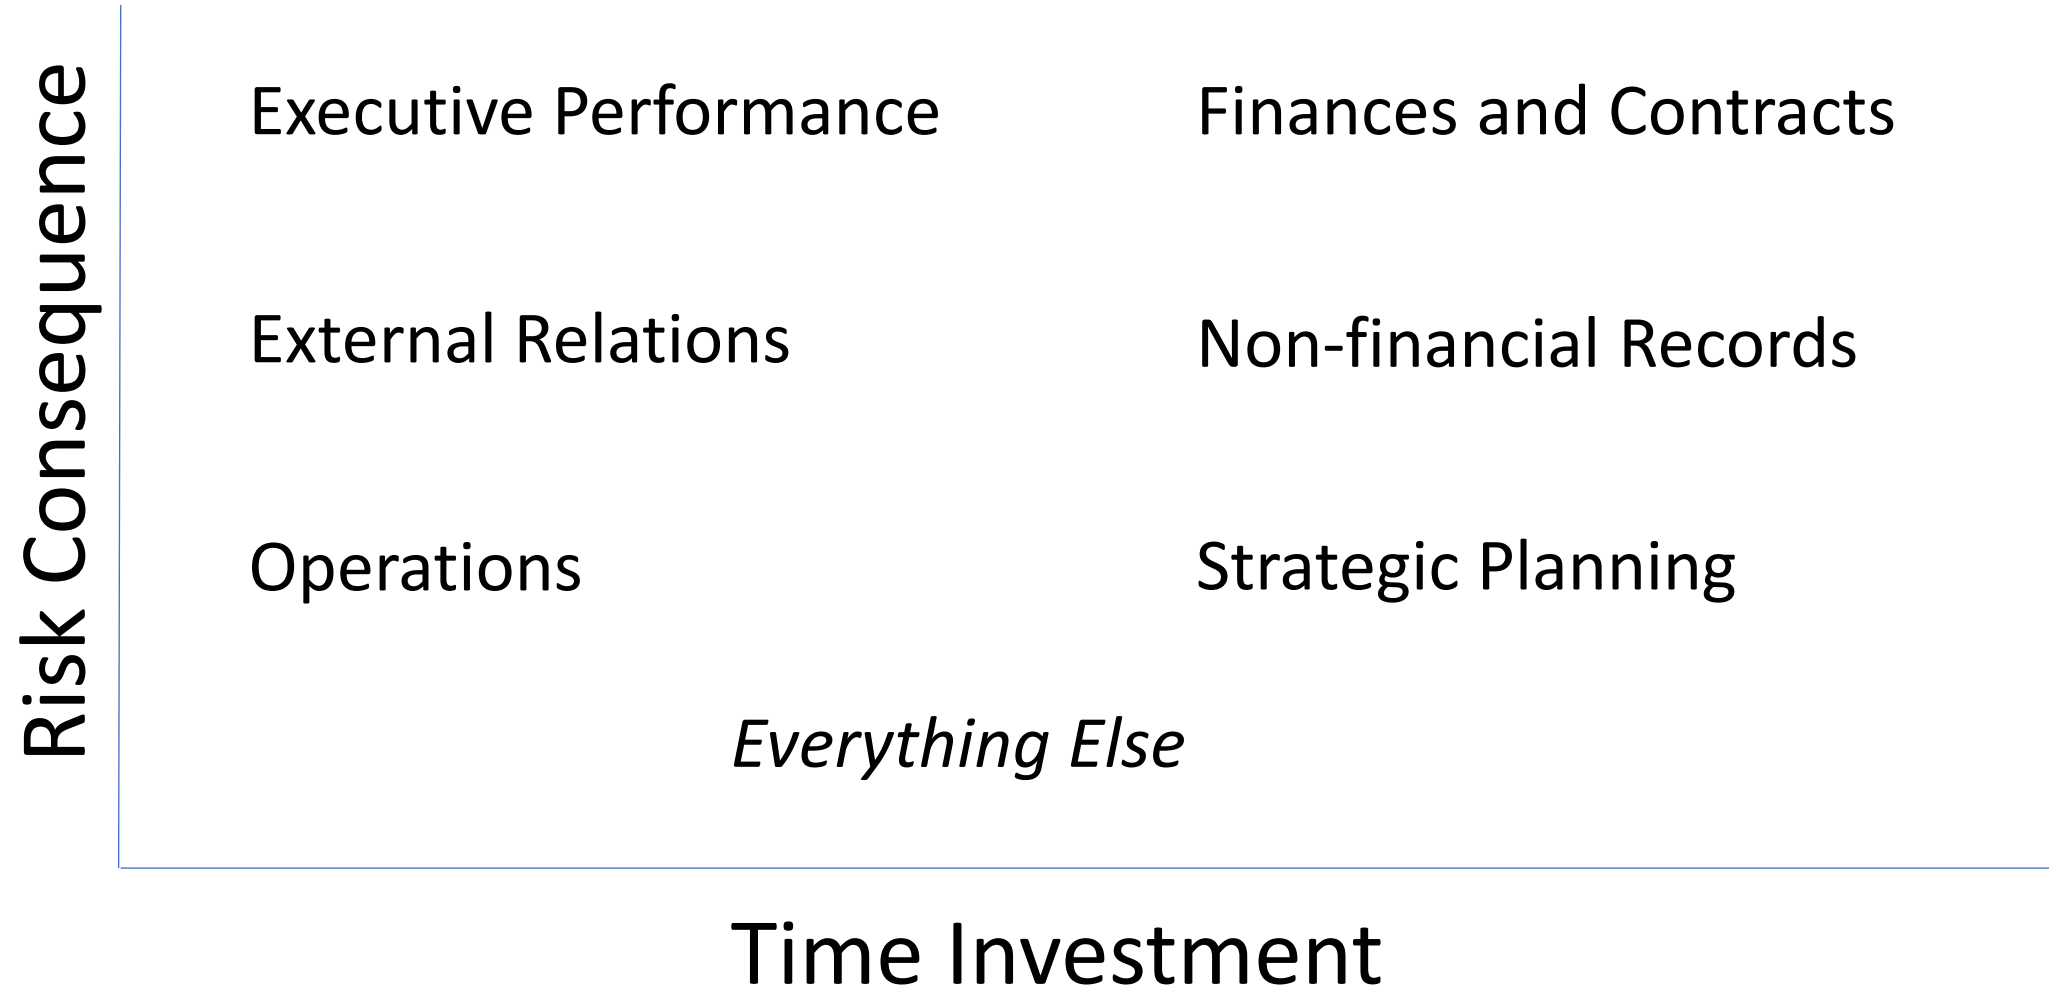 Risk Consequence
Executive Performance
Finances and Contracts
External Relations
Non-financial Records
Operations
Strategic Planning
Everything Else
Time Investment